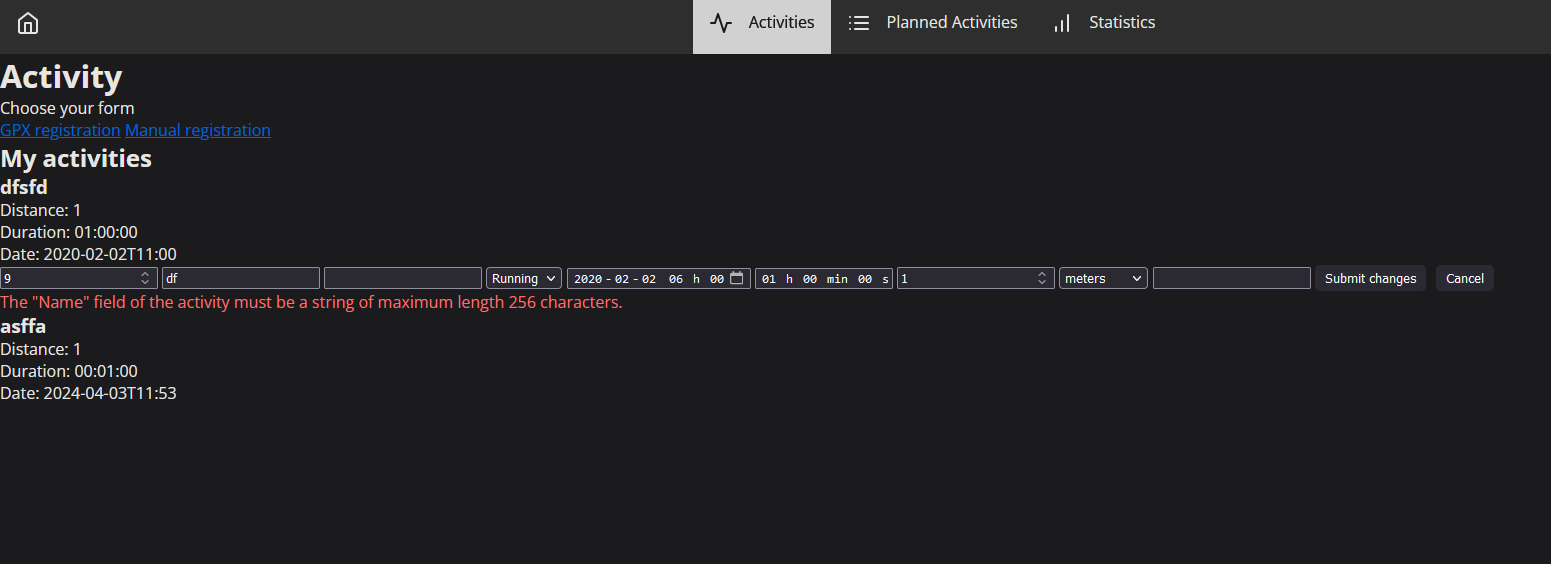 Activities Planned Activities Statistics
Activity
Choose your form
GPX registration Manual registration
My activities
dfsfd
Distance: 1
Duration: 01:00:00
Date: 2020-02-02T11:00
9 df Running 2020-02-02 06 h 00 01 h 00 min 00 s 1 meters Submit changes Cancel
The "Name" field of the activity must be a string of maximum length 256 characters.
asffa
Distance: 1
Duration: 00:01:00
Date: 2024-04-03T11:53